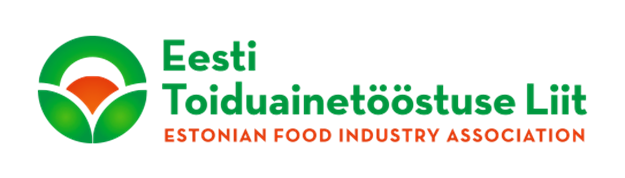 Eesti
Toiduainetööstuse Liit
ESTONIAN FOOD INDUSTRY ASSOCIATION